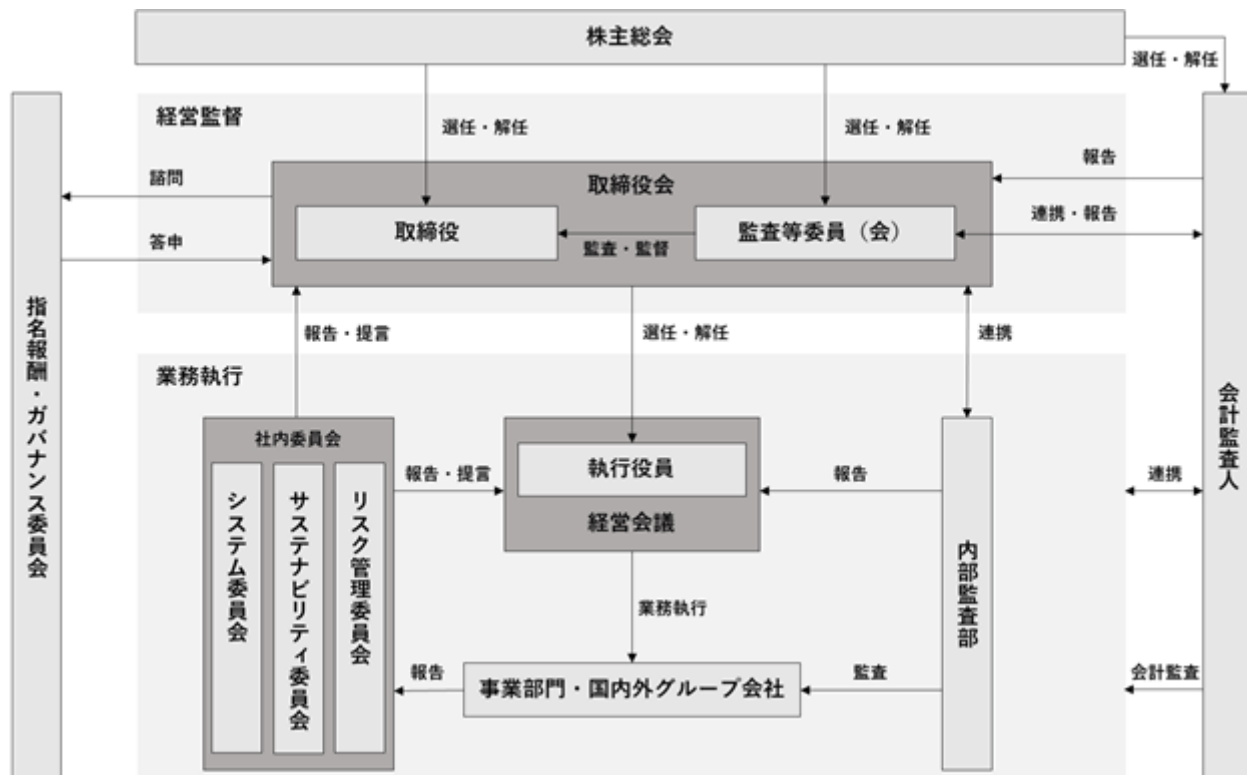 株主総会
選任・解任
経営監督
選任・解任
選任・解任
報告
諮問
取締役会
取締役
監査等委員（会）
連携・報告
監査・監督
答申
指名報酬・ガバナンス委員会
報告・提言
選任・解任
連携
会計監査人
業務執行
社内委員会
システム委員会
サステナビリティ委員会
リスク管理委員会
報告・提言
執行役員
経営会議
報告
連携
内部監査部
業務執行
報告
事業部門・国内外グループ会社
監査
会計監査